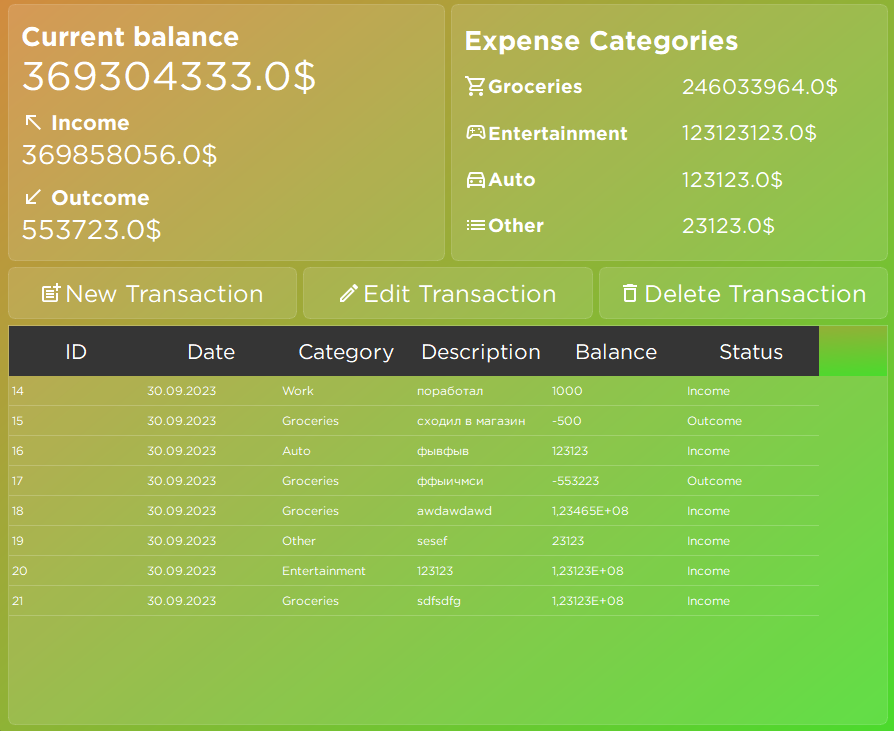 Current balance
369304333.0$
Income
369858056.0$
Outcome
553723.0$
Expense Categories
Groceries 246033964.0$
Entertainment 123123123.0$
Auto 123123.0$
Other 23123.0$
New Transaction Edit Transaction Delete Transaction
ID Date Category Description Balance Status
14 30.09.2023 Work поработал 1000 Income
15 30.09.2023 Groceries сходил в магазин -500 Outcome
16 30.09.2023 Auto фывфыв 123123 Income
17 30.09.2023 Groceries ффыичмси -553223 Outcome
18 30.09.2023 Groceries awdawdawd 1,23465E+08 Income
19 30.09.2023 Other sesef 23123 Income
20 30.09.2023 Entertainment 123123 1,23123E+08 Income
21 30.09.2023 Groceries sdfsdfg 1,23123E+08 Income